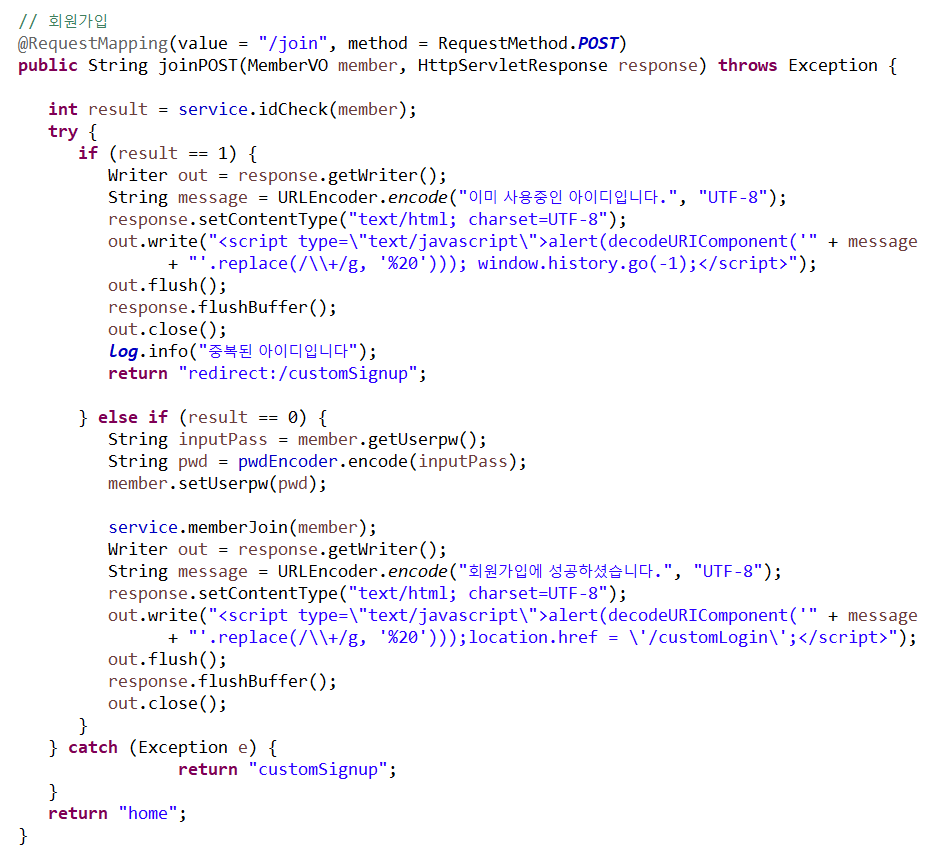 // 회원가입
@RequestMapping(value = "/join", method = RequestMethod.POST)
public String joinPOST(MemberVO member, HttpServletResponse response) throws Exception {
int result = service.idCheck(member);
try {
if (result == 1) {
Writer out = response.getWriter();
String message = URLEncoder.encode("이미 사용중인 아이디입니다.", "UTF-8");
response.setContentType("text/html; charset=UTF-8");
out.write("<script type=\"text/javascript\">alert(decodeURIComponent('" + message
+ "'.replace(/\\+/g, '%20'))); window.history.go(-1);</script>");
out.flush();
response.flushBuffer();
out.close();
log.info("중복된 아이디입니다");
return "redirect:/customSignup";
} else if (result == 0) {
String inputPass = member.getUserpw();
String pwd = pwdEncoder.encode(inputPass);
member.setUserpw(pwd);
service.memberJoin(member);
Writer out = response.getWriter();
String message = URLEncoder.encode("회원가입에 성공하셨습니다.", "UTF-8");
response.setContentType("text/html; charset=UTF-8");
out.write("<script type=\"text/javascript\">alert(decodeURIComponent('" + message
+ "'.replace(/\\+/g, '%20')));location.href = \'/customLogin\';</script>");
out.flush();
response.flushBuffer();
out.close();
}
} catch (Exception e) {
return "customSignup";
}
return "home";
}